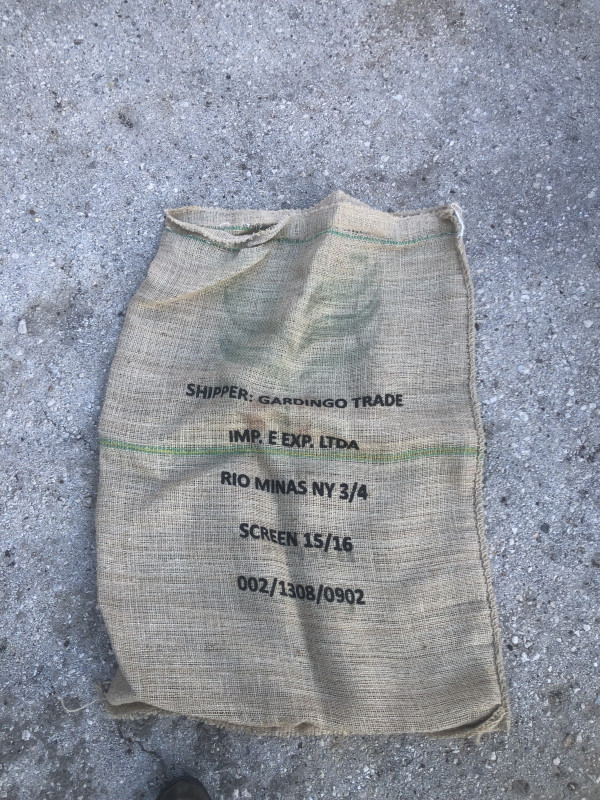 SHIPPER: GARDINGO TRADE
IMP. E EXP. LTDA
RIO MINAS NY 3/4
SCREEN 15/16
002/1308/0902